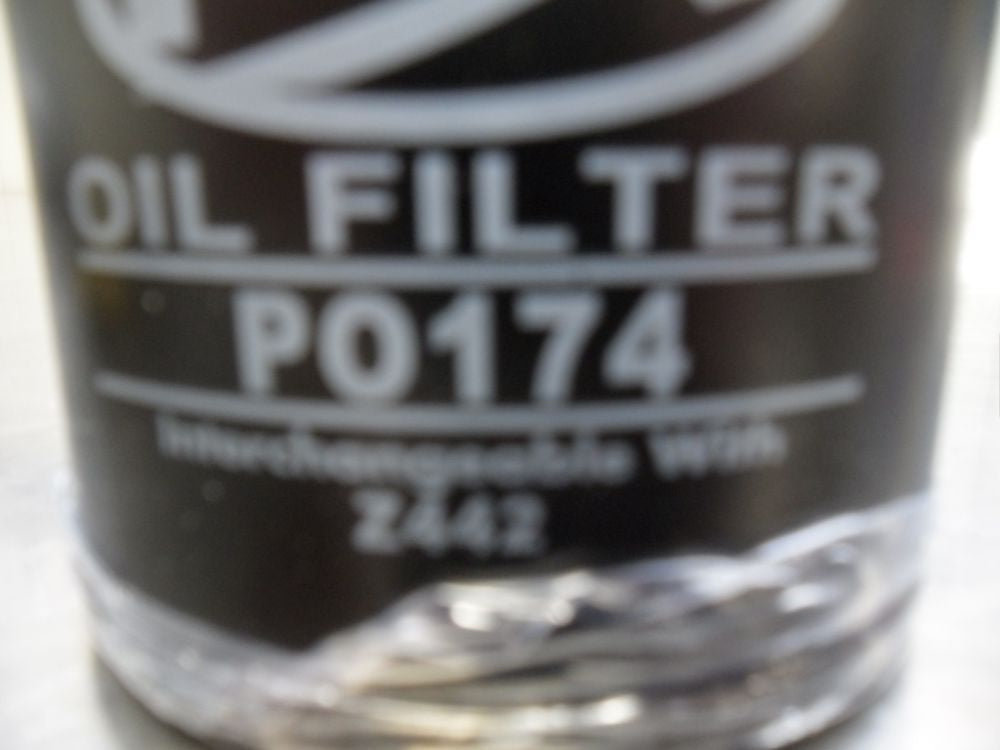 OIL FILTER
PO174
Interchangeable With
Z442